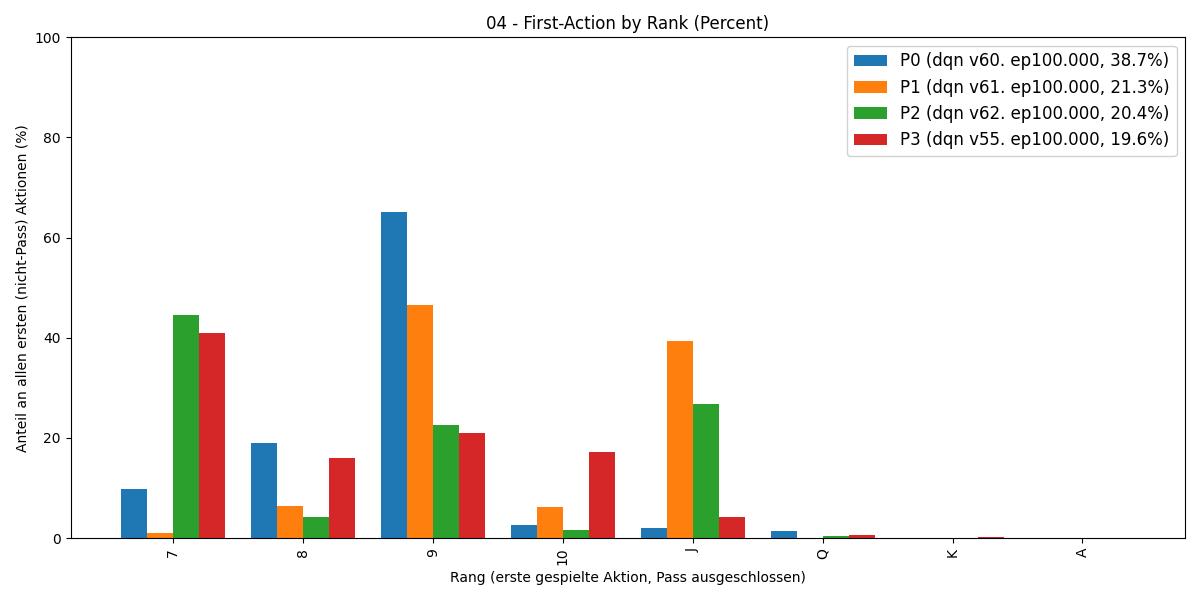 04 - First-Action by Rank (Percent)
P0 (dqn v60. ep100.000, 38.7%)
P1 (dqn v61. ep100.000, 21.3%)
P2 (dqn v62. ep100.000, 20.4%)
P3 (dqn v55. ep100.000, 19.6%)
Anteil an allen ersten (nicht-Pass) Aktionen (%)
100
80
60
40
20
0
7
8
9
10
J
Q
K
A
Rang (erste gespielte Aktion, Pass ausgeschlossen)